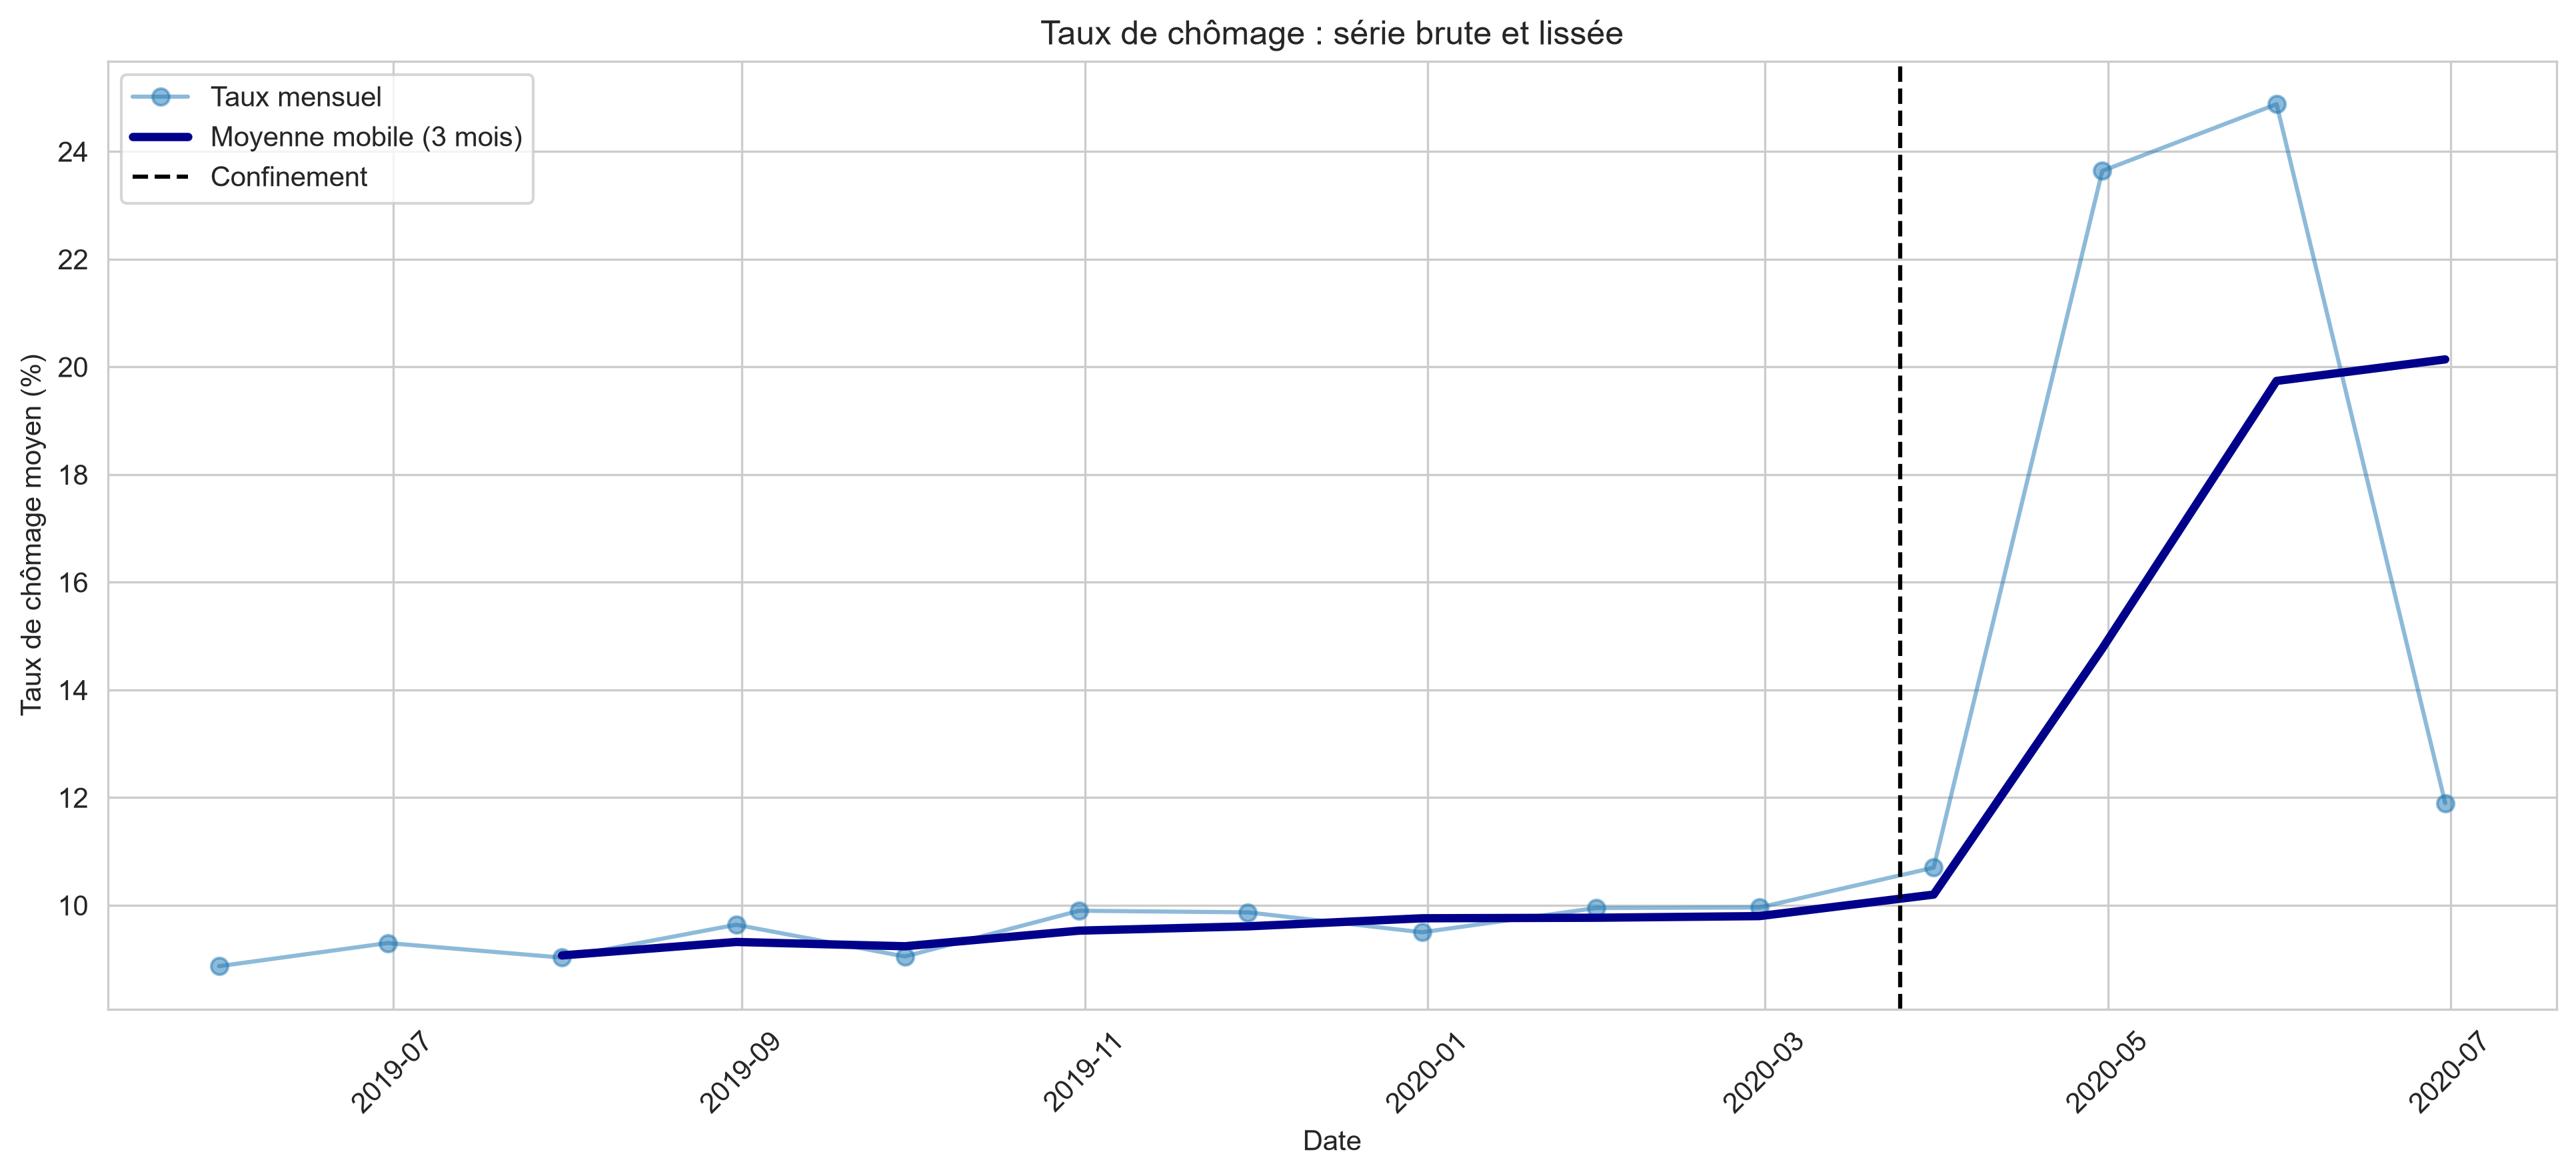 Taux de chômage : série brute et lissée
Taux mensuel
Moyenne mobile (3 mois)
Confinement
Taux de chômage moyen (%)
24
22
20
18
16
14
12
10
2019-07
2019-09
2019-11
2020-01
2020-03
2020-05
2020-07
Date